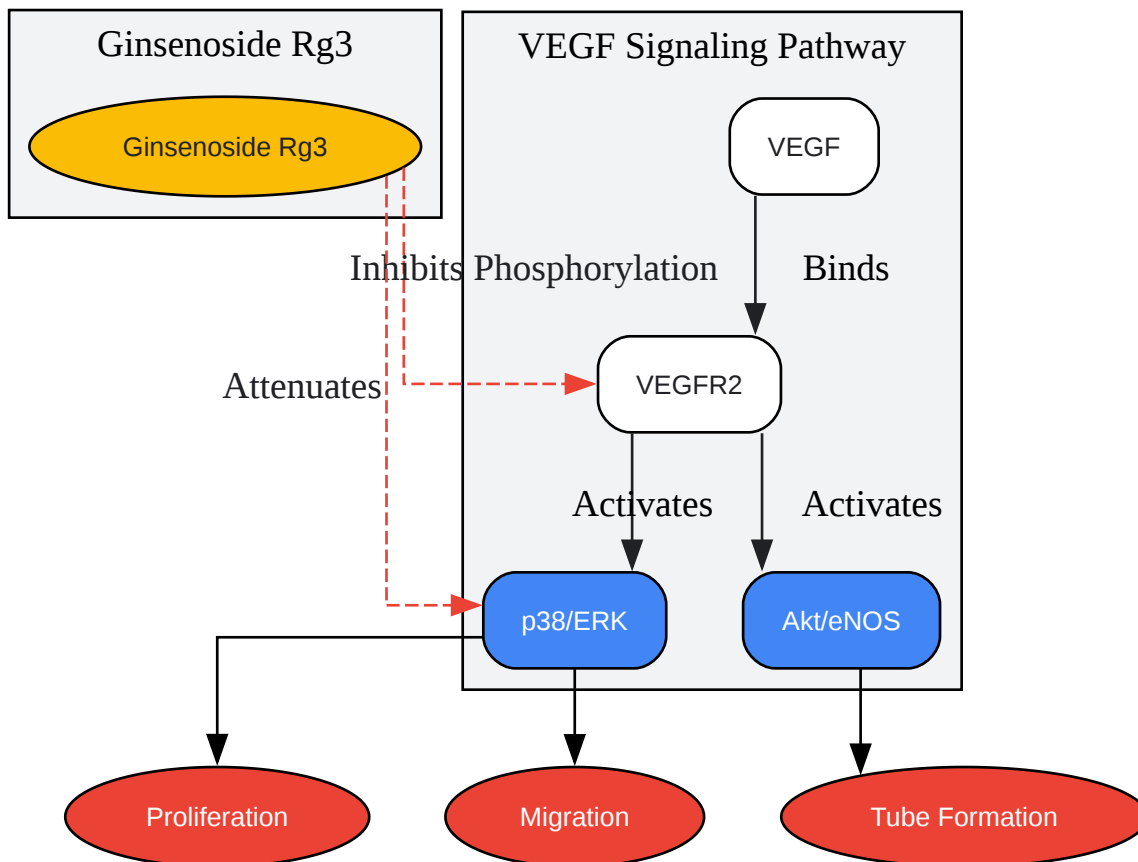 Ginsenoside Rg3
VEGF Signaling Pathway
Ginsenoside Rg3
VEGF
Inhibits Phosphorylation
Binds
VEGFR2
Attenuates
Activates
Activates
p38/ERK
Akt/eNOS
Proliferation
Migration
Tube Formation